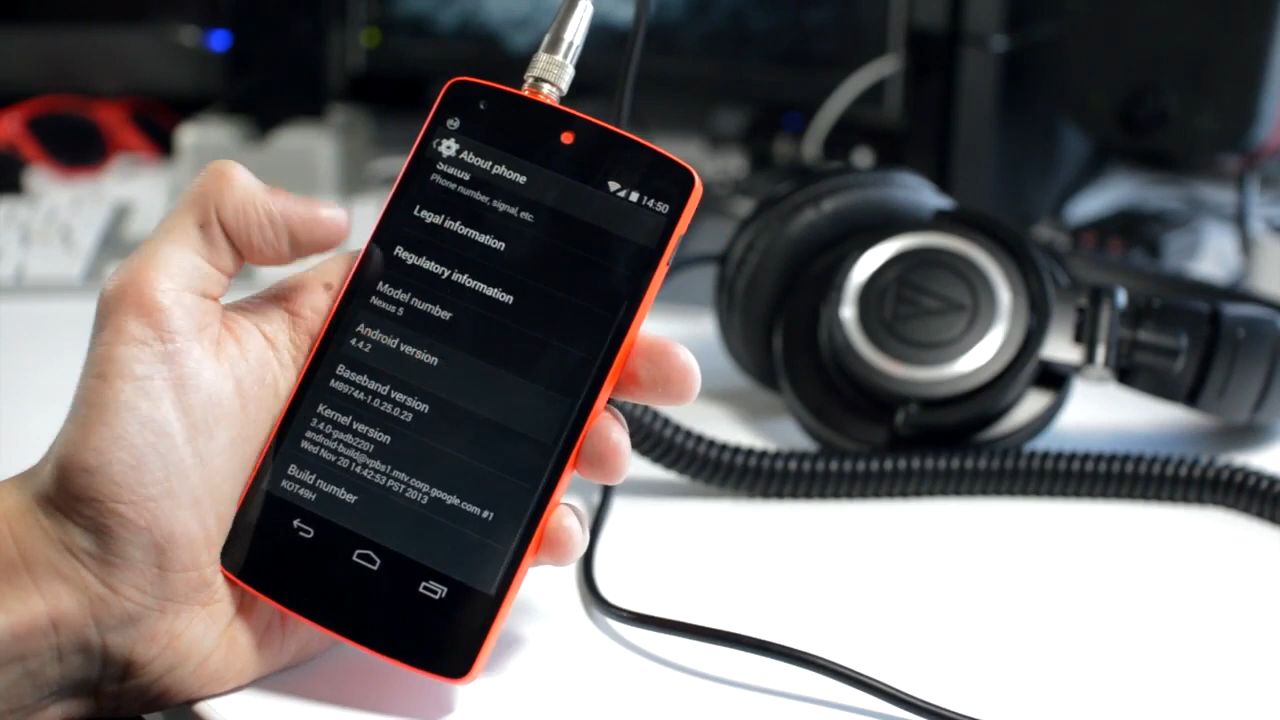 About phone
14:50
Status
Phone number, signal, etc.
Legal information
Regulatory information
Model number
Nexus 5
Android version
4.4.2
Baseband version
M8974A-1.0.25.0.23
Kernel version
3.4.0-gadb2201
android-build@vpbs1.mtv.corp.google.com #1
Wed Nov 20 14:42:53 PST 2013
Build number
KOT49H